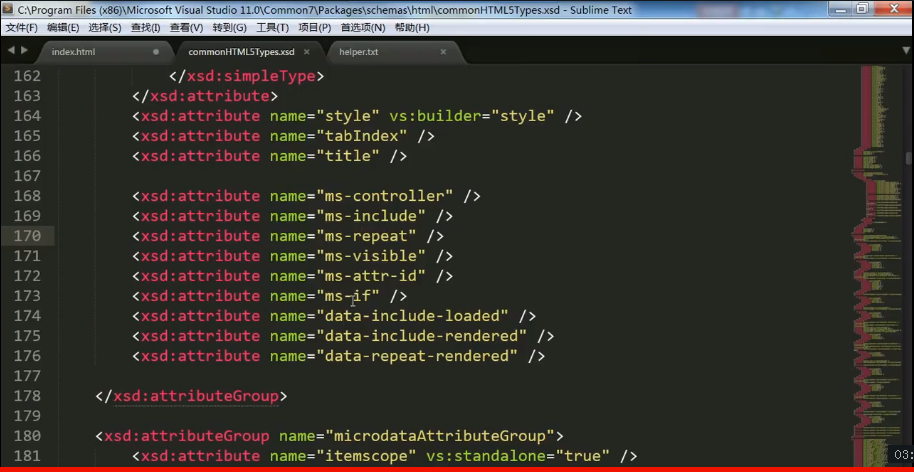 C:\Program Files (x86)\Microsoft Visual Studio 11.0\Common7\Packages\schemas\html\commonHTML5Types.xsd - Sublime Text
文件(F) 编辑(E) 选择(S) 查找(I) 查看(V) 转到(G) 工具(T) 项目(P) 首选项(N) 帮助(H)
index.html commonHTML5Types.xsd × helper.txt ×
162 </xsd:simpleType>
163 </xsd:attribute>
164 <xsd:attribute name="style" vs:builder="style" />
165 <xsd:attribute name="tabIndex" />
166 <xsd:attribute name="title" />
167
168 <xsd:attribute name="ms-controller" />
169 <xsd:attribute name="ms-include" />
170 <xsd:attribute name="ms-repeat" />
171 <xsd:attribute name="ms-visible" />
172 <xsd:attribute name="ms-attr-id" />
173 <xsd:attribute name="ms-if" />
174 <xsd:attribute name="data-include-loaded" />
175 <xsd:attribute name="data-include-rendered" />
176 <xsd:attribute name="data-repeat-rendered" />
177
178 </xsd:attributeGroup>
179
180 <xsd:attributeGroup name="microdataAttributeGroup">
181 <xsd:attribute name="itemscope" vs:standalone="true" />
03: